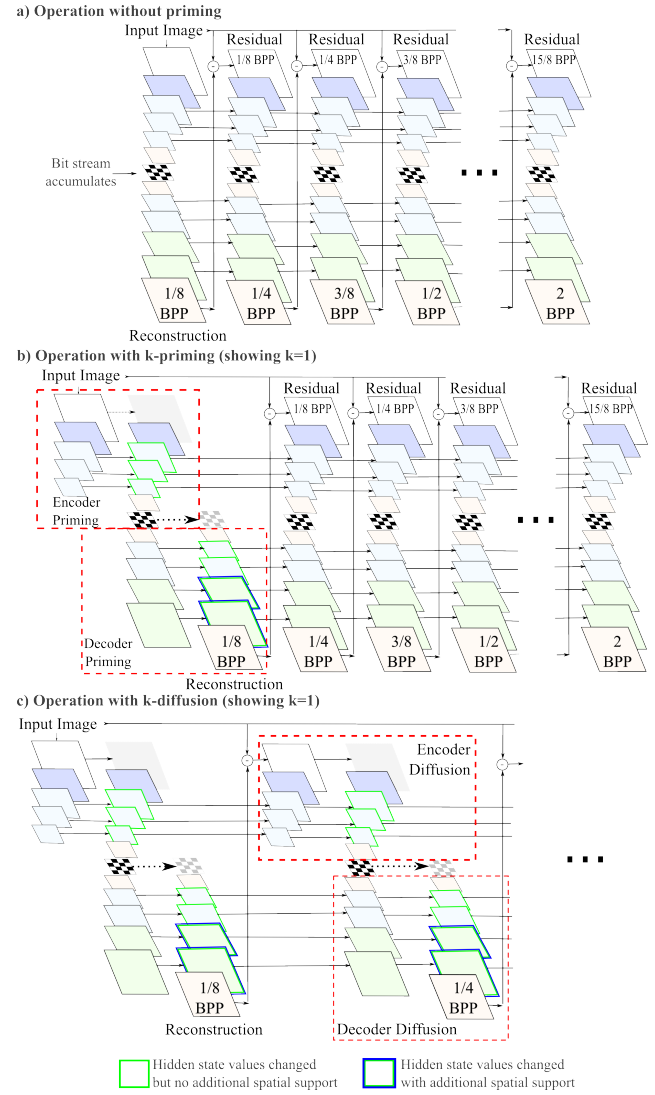 a) Operation without priming
Input Image
Residual Residual Residual Residual
1/8 BPP 1/4 BPP 3/8 BPP 15/8 BPP
Bit stream
accumulates
1/8 1/4 3/8 1/2 2
BPP BPP BPP BPP BPP
Reconstruction
b) Operation with k-priming (showing k=1)
Input Image
Residual Residual Residual Residual
1/8 BPP 1/4 BPP 3/8 BPP 15/8 BPP
Encoder
Priming
Decoder
Priming
1/8 1/4 3/8 1/2 2
BPP BPP BPP BPP BPP
Reconstruction
c) Operation with k-diffusion (showing k=1)
Input Image
Encoder
Diffusion
1/8 1/4
BPP BPP
Reconstruction Decoder Diffusion
Hidden state values changed
but no additional spatial support
Hidden state values changed
with additional spatial support